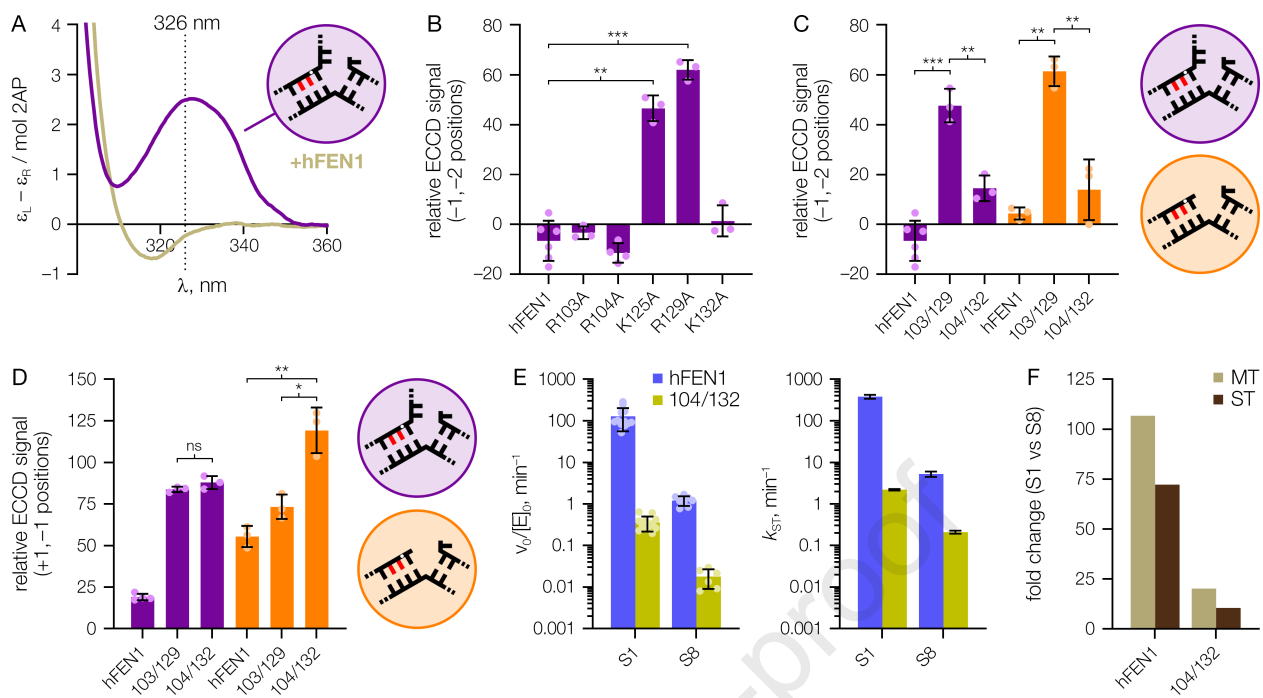 A
326 nm
4
3
2
1
0
−1
320
340
360
εL – εR / mol 2AP
λ, nm
+hFEN1
B
80
60
40
20
0
−20
relative ECCD signal
(−1, −2 positions)
***
**
hFEN1
R103A
R104A
K125A
R129A
K132A
C
80
60
40
20
0
−20
relative ECCD signal
(−1, −2 positions)
***
**
**
**
hFEN1
103/129
104/132
hFEN1
103/129
104/132
D
150
125
100
75
50
25
0
relative ECCD signal
(+1, −1 positions)
ns
**
*
hFEN1
103/129
104/132
hFEN1
103/129
104/132
E
1000
100
10
1
0.1
0.01
0.001
v0/[E]0, min−1
hFEN1
104/132
S1
S8
1000
100
10
1
0.1
0.01
0.001
kST, min−1
S1
S8
F
125
100
75
50
25
0
fold change (S1 vs S8)
MT
ST
hFEN1
104/132
-proof